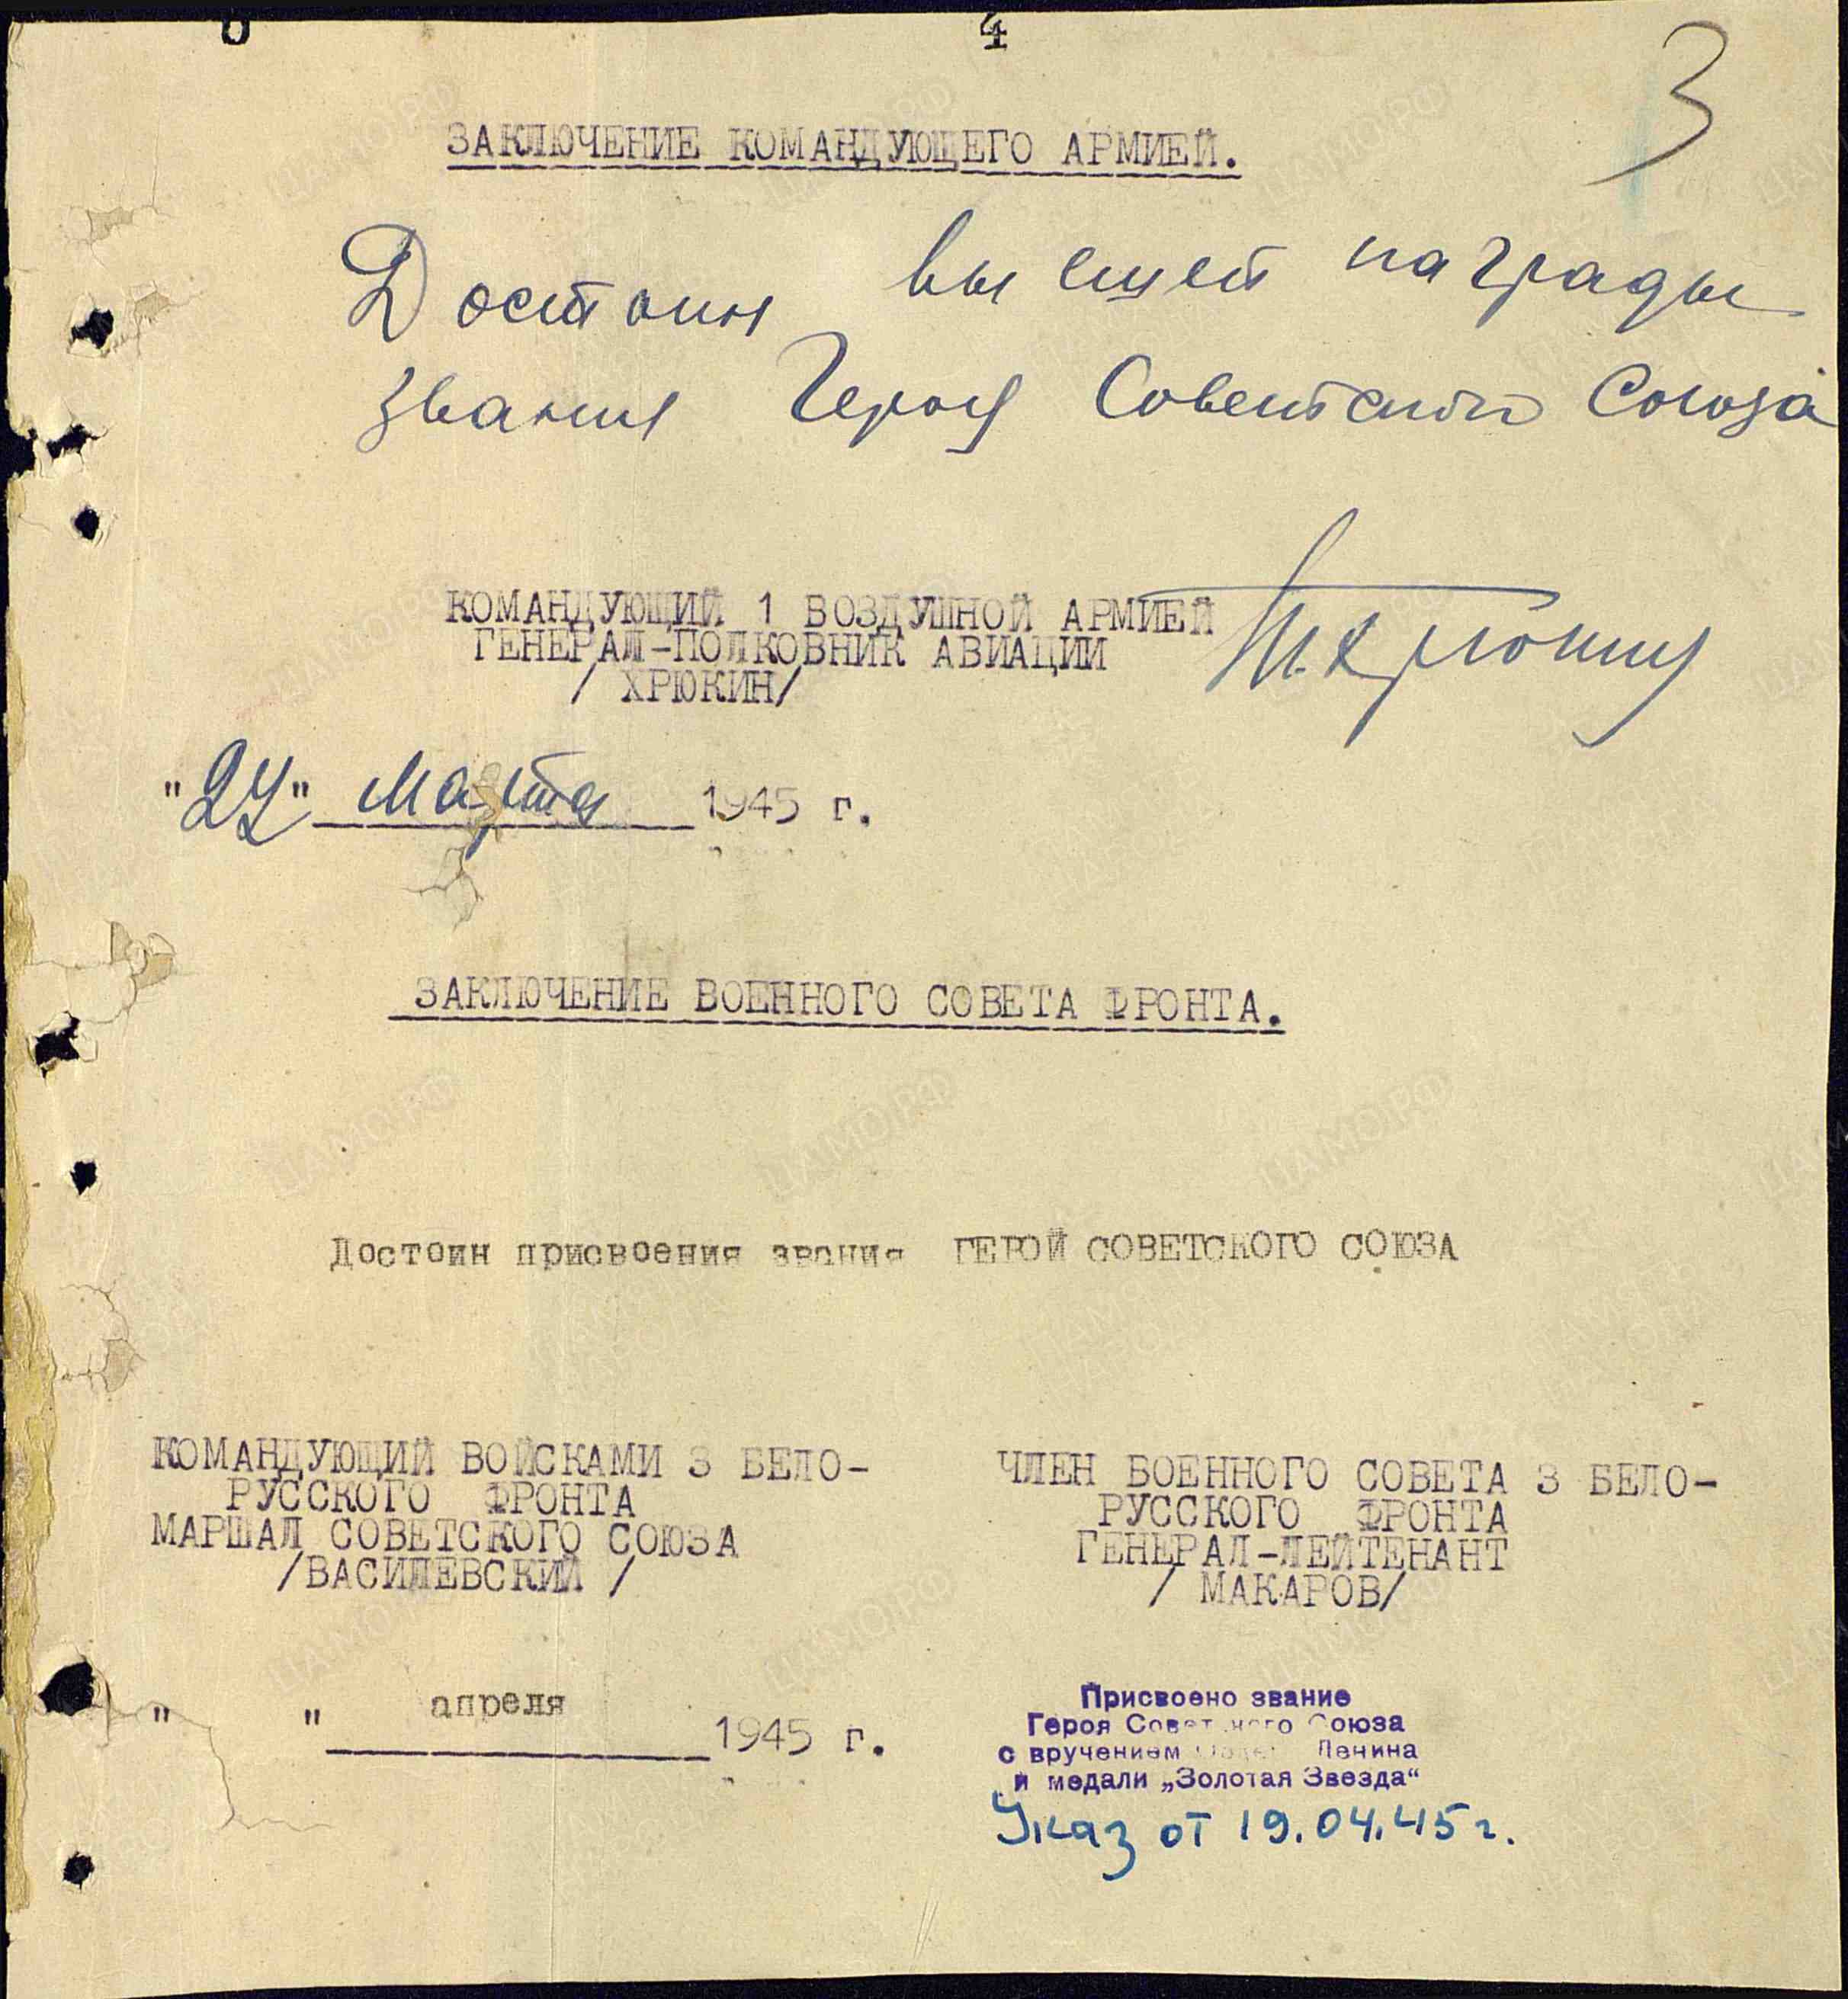 4
3
ЗАКЛЮЧЕНИЕ КОМАНДУЮЩЕГО АРМИЕЙ.
Достоин высшей награды
звания Героя Советского Союза
КОМАНДУЮЩИЙ 1 ВОЗДУШНОЙ АРМИЕЙ
ГЕНЕРАЛ-ПОЛКОВНИК АВИАЦИИ
/ ХРЮКИН/
"27" марта 1945 г.
ЗАКЛЮЧЕНИЕ ВОЕННОГО СОВЕТА ФРОНТА.
Достоин присвоения звания ГЕРОЙ СОВЕТСКОГО СОЮЗА
КОМАНДУЮЩИЙ ВОЙСКАМИ 3 БЕЛО-
РУССКОГО ФРОНТА
МАРШАЛ СОВЕТСКОГО СОЮЗА
/ВАСИЛЕВСКИЙ /
ЧЛЕН ВОЕННОГО СОВЕТА 3 БЕЛО-
РУССКОГО ФРОНТА
ГЕНЕРАЛ-ЛЕЙТЕНАНТ
/ МАКАРОВ/
" " апреля 1945 г.
Присвоено звание
Героя Советского Союза
с вручением Ордена Ленина
и медали „Золотая Звезда“
Указ от 19.04.45 г.